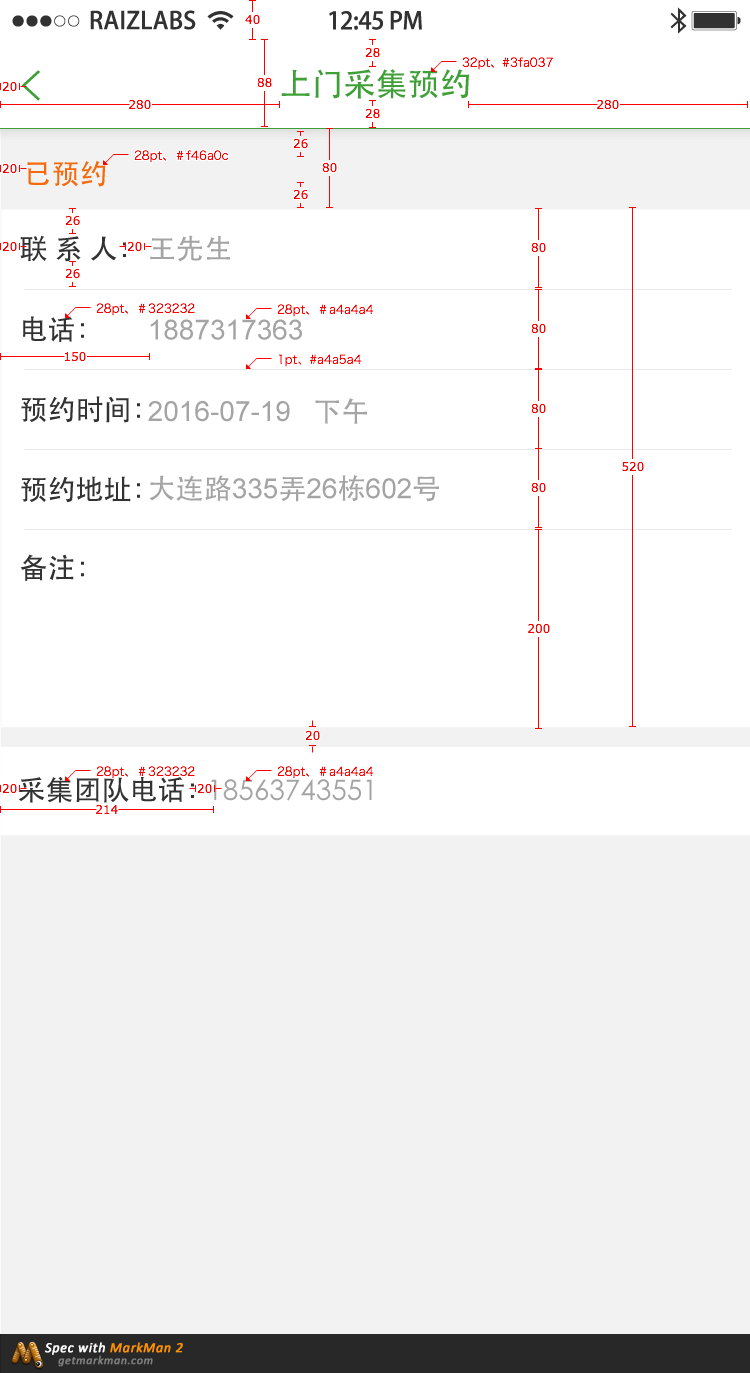 RAIZLABS 40 12:45 PM
28
32pt、#3fa037
20 88 上门采集预约
280 28 280
28pt、#f46a0c 26
20 已预约 80
26
26
20 联 系 人: 20 王先生 80
26
28pt、#323232 28pt、#a4a4a4
电话: 1887317363 80
150 1pt、#a4a5a4
预约时间: 2016-07-19 下午 80
520
预约地址: 大连路335弄26栋602号 80
备注:
200
20
28pt、#323232 28pt、#a4a4a4
20 采集团队电话: 20 18563743551
214
Spec with MarkMan 2
getmarkman.com